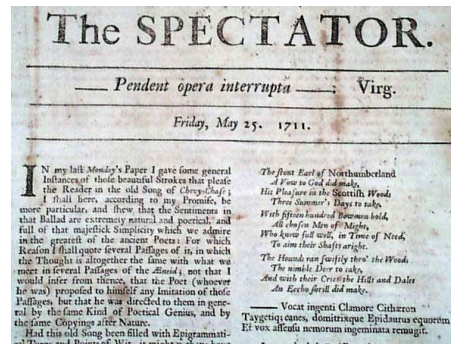 The SPECTATOR.
Pendent opera interrupta —: Virg.
Friday, May 25. 1711.
IN my last Monday's Paper I gave some general
Instances of those beautiful Strokes that please
the Reader in the old Song of Chevy-Chase;
I shall here, according to my Promise, be
more particular, and shew that the Sentiments in
that Ballad are extremely natural and poetical, and
full of that majestick Simplicity which we admire
in the greatest of the ancient Poets: For which
Reason I shall quote several Passages of it, in which
the Thought is altogether the same with what we
meet in several Passages of the Æneid; not that I
would infer from thence, that the Poet (whoever
he was) proposed to himself any Imitation of those
Passages, but that he was directed to them in gene-
ral by the same Kind of Poetical Genius, and by
the same Copyings after Nature.
Had this old Song been filled with Epigrammati-
cal Turns and Points of Wit, it might
The stout Earl of Northumberland
A Vow to God did make,
His Pleasure in the Scottish Woods
Three Summer's Days to take.
With fifteen hundred Bowmen bold,
All chosen Men of Might,
Who knew full well, in Time of Need,
To aim their Shafts aright.
The Hounds ran swiftly thro' the Woods
The nimble Deer to take,
And with their Cries the Hills and Dales
An Eccho shrill did make.
— Vocat ingenti Clamore Cithæron
Taygetique canes, domitrixque Epidaurus equorum
Et vox assensu nemorum ingeminata remugit.